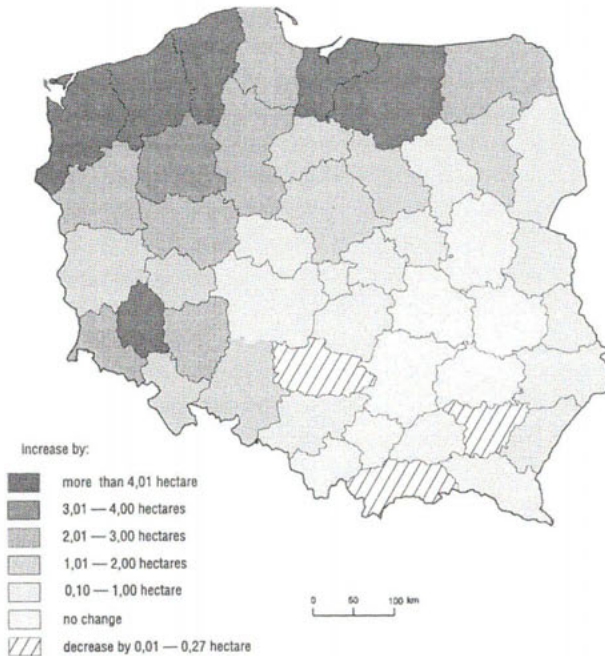 increase by:
more than 4,01 hectare
3,01 — 4,00 hectares
2,01 — 3,00 hectares
1,01 — 2,00 hectares
0,10 — 1,00 hectare
no change
decrease by 0,01 — 0,27 hectare
0 50 100 km